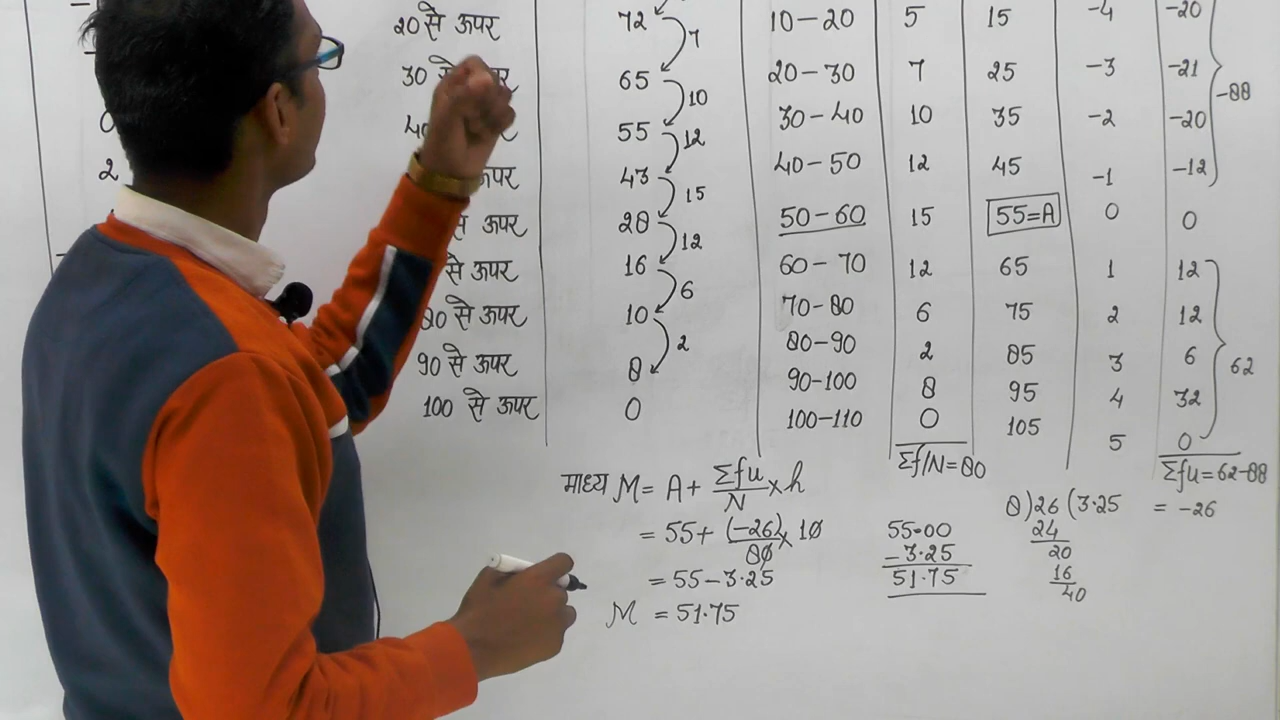 20 से ऊपर 72 7 10-20 5 15 -4 -20
30 65 10 20-30 7 25 -3 -21 -88
55 12 30-40 10 35 -2 -20
2 ऊपर 43 15 40-50 12 45 -1 -12
से ऊपर 28 12 50-60 15 55=A 0 0
से ऊपर 16 6 60-70 12 65 1 12
80 से ऊपर 10 2 70-80 6 75 2 12
90 से ऊपर 8 80-90 2 85 3 6 62
100 से ऊपर 0 90-100 8 95 4 32
100-110 0 105 5 0
Σf/N=80 Σfu=62-88
= -26
माध्य M = A + Σfu/N × h
= 55 + (-26)/80 × 10
= 55 - 3.25
M = 51.75
55.00
- 3.25
51.75
8)26(3.25
24
20
16
40